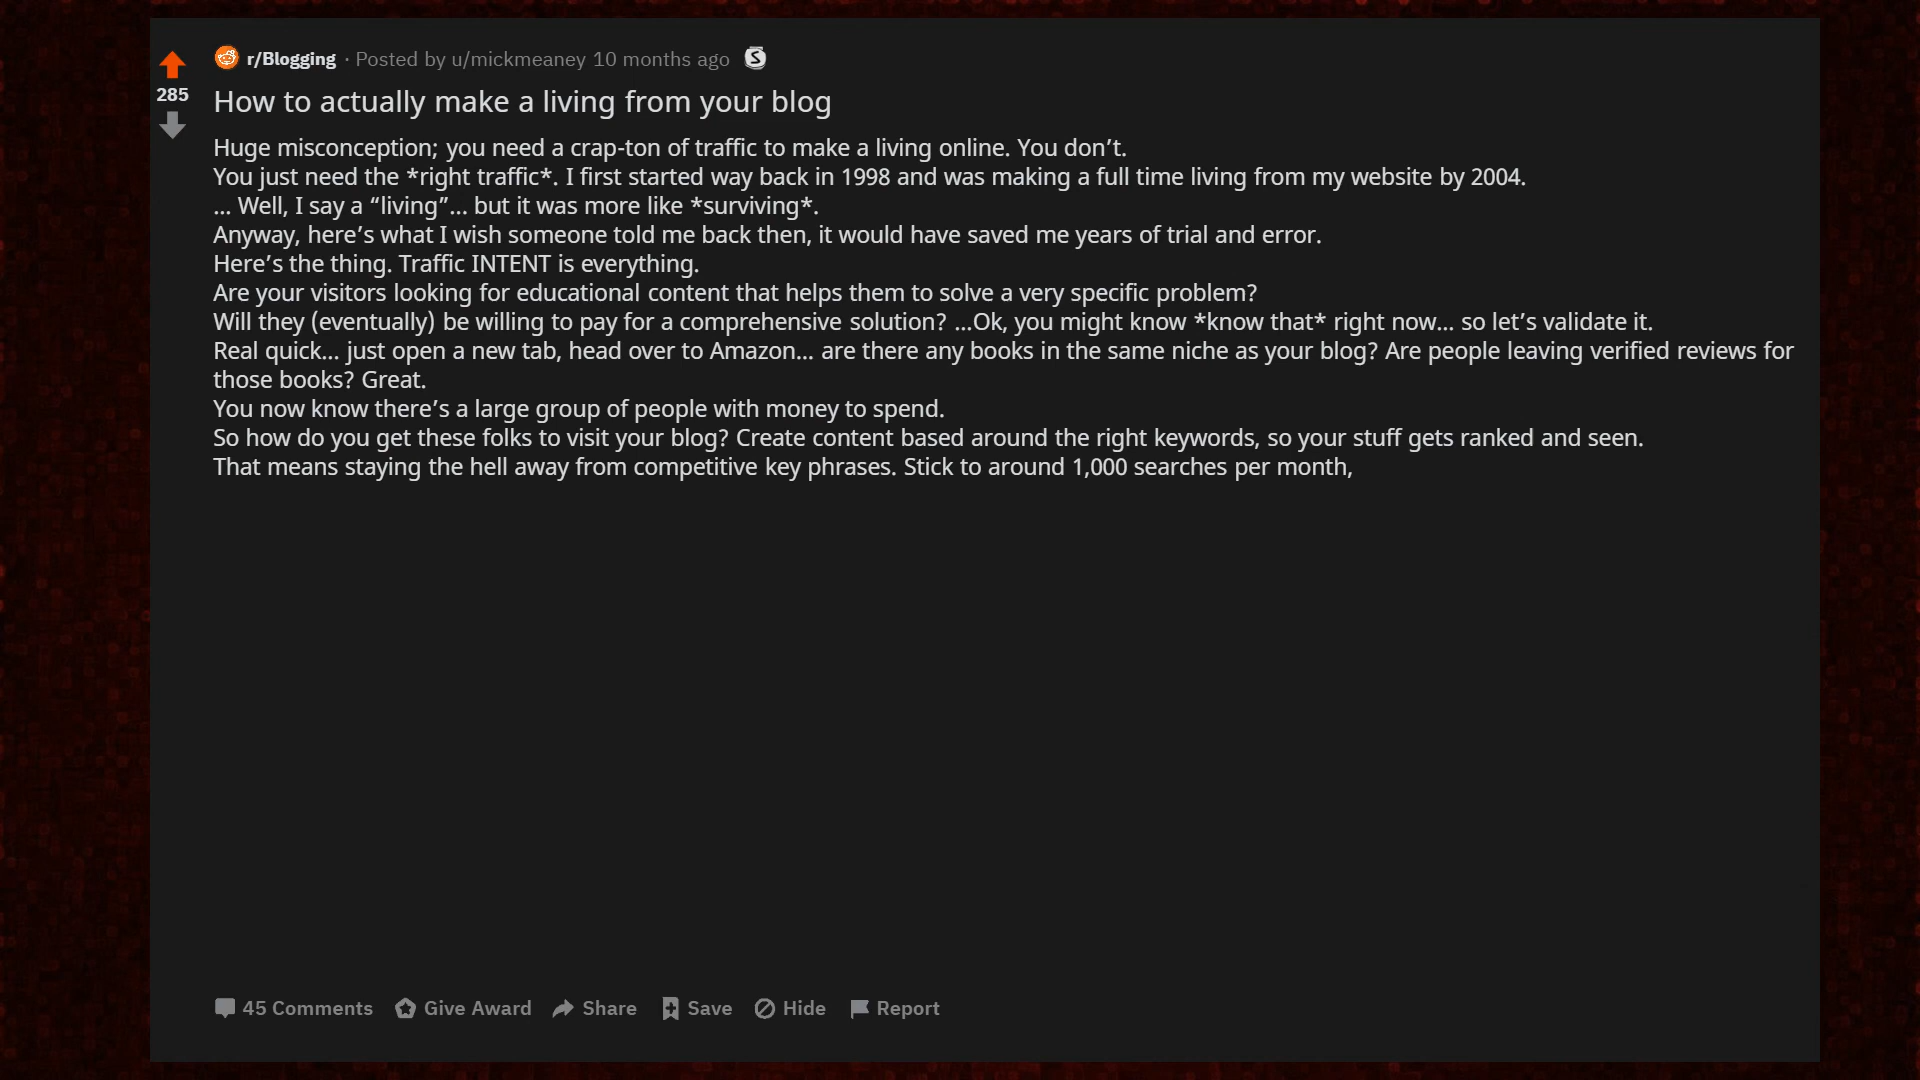 r/Blogging · Posted by u/mickmeaney 10 months ago
285
How to actually make a living from your blog
Huge misconception; you need a crap-ton of traffic to make a living online. You don’t.
You just need the *right traffic*. I first started way back in 1998 and was making a full time living from my website by 2004.
... Well, I say a “living”... but it was more like *surviving*.
Anyway, here’s what I wish someone told me back then, it would have saved me years of trial and error.
Here’s the thing. Traffic INTENT is everything.
Are your visitors looking for educational content that helps them to solve a very specific problem?
Will they (eventually) be willing to pay for a comprehensive solution? ...Ok, you might know *know that* right now... so let’s validate it.
Real quick... just open a new tab, head over to Amazon... are there any books in the same niche as your blog? Are people leaving verified reviews for
those books? Great.
You now know there’s a large group of people with money to spend.
So how do you get these folks to visit your blog? Create content based around the right keywords, so your stuff gets ranked and seen.
That means staying the hell away from competitive key phrases. Stick to around 1,000 searches per month,
45 Comments Give Award Share Save Hide Report